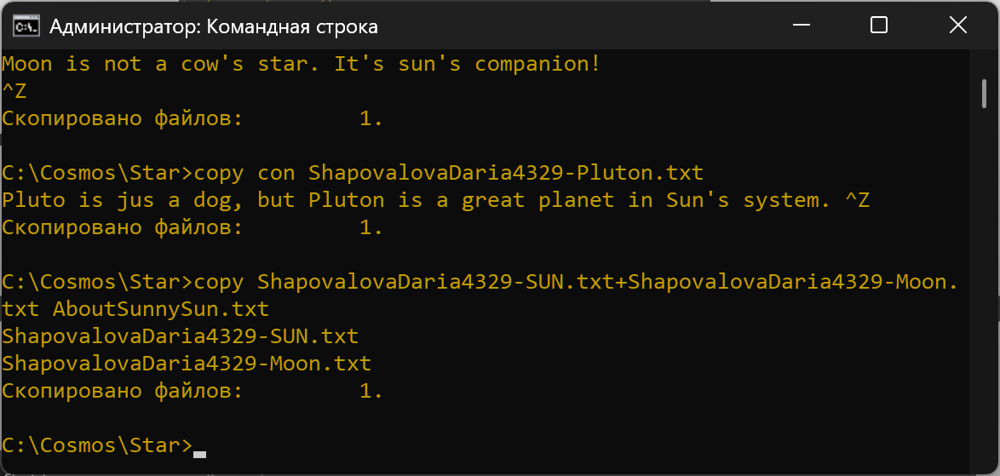 Администратор: Командная строка
Moon is not a cow's star. It's sun's companion!
^Z
Скопировано файлов:         1.
C:\Cosmos\Star>copy con ShapovalovaDaria4329-Pluton.txt
Pluto is jus a dog, but Pluton is a great planet in Sun's system. ^Z
Скопировано файлов:         1.
C:\Cosmos\Star>copy ShapovalovaDaria4329-SUN.txt+ShapovalovaDaria4329-Moon.
txt AboutSunnySun.txt
ShapovalovaDaria4329-SUN.txt
ShapovalovaDaria4329-Moon.txt
Скопировано файлов:         1.
C:\Cosmos\Star>